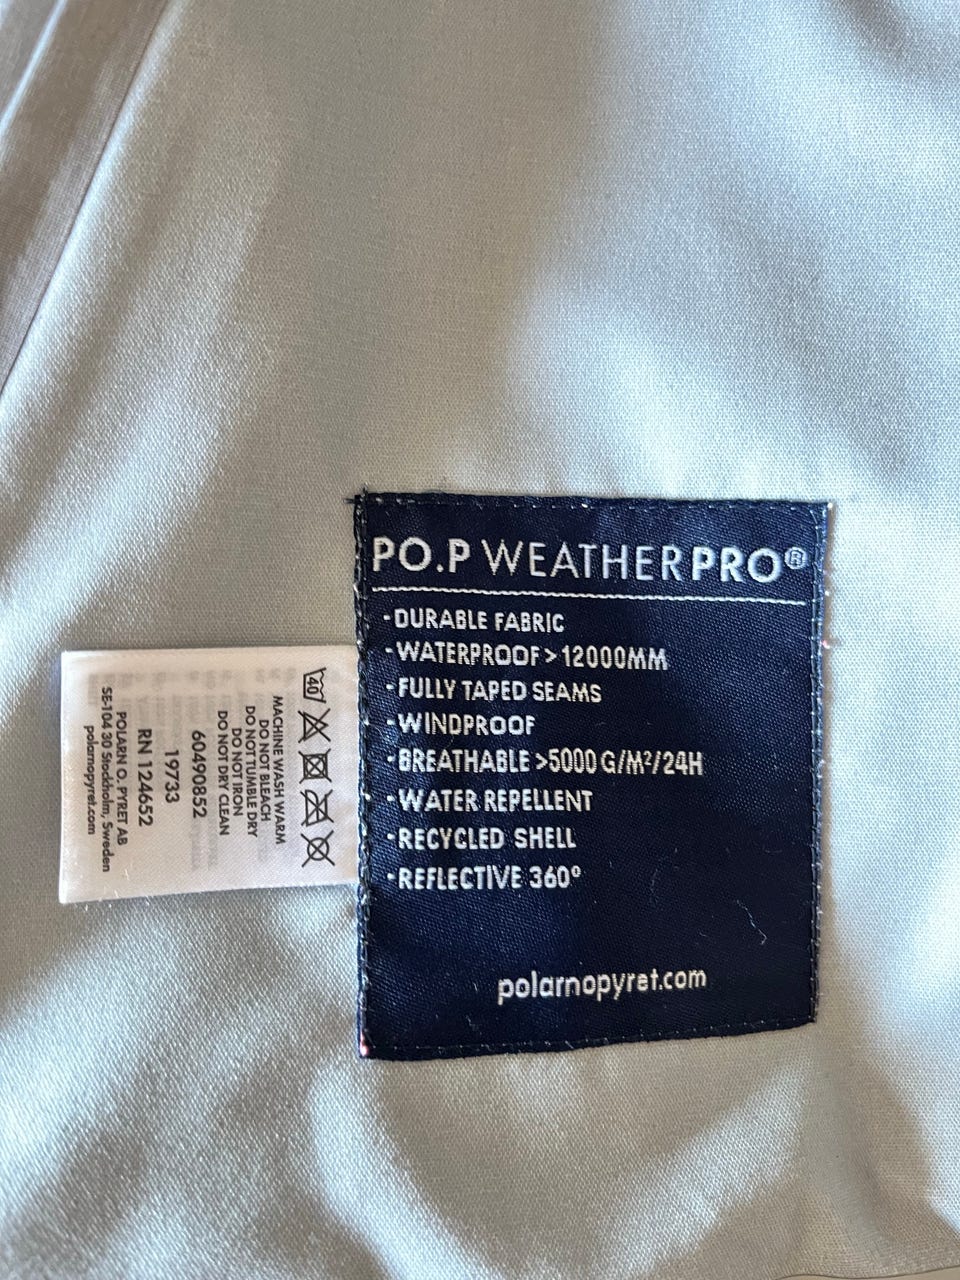 PO.P WEATHERPRO®
-DURABLE FABRIC
-WATERPROOF>12000MM
-FULLY TAPED SEAMS
-WINDPROOF
-BREATHABLE >5000 G/M²/24H
-WATER REPELLENT
-RECYCLED SHELL
-REFLECTIVE 360°
polarnopyret.com
40
MACHINE WASH WARM
DO NOT BLEACH
DO NOT TUMBLE DRY
DO NOT IRON
DO NOT DRY CLEAN
60490852
19733
RN 124652
POLARN O. PYRET AB
SE-104 30 Stockholm, Sweden
polarnopyret.com